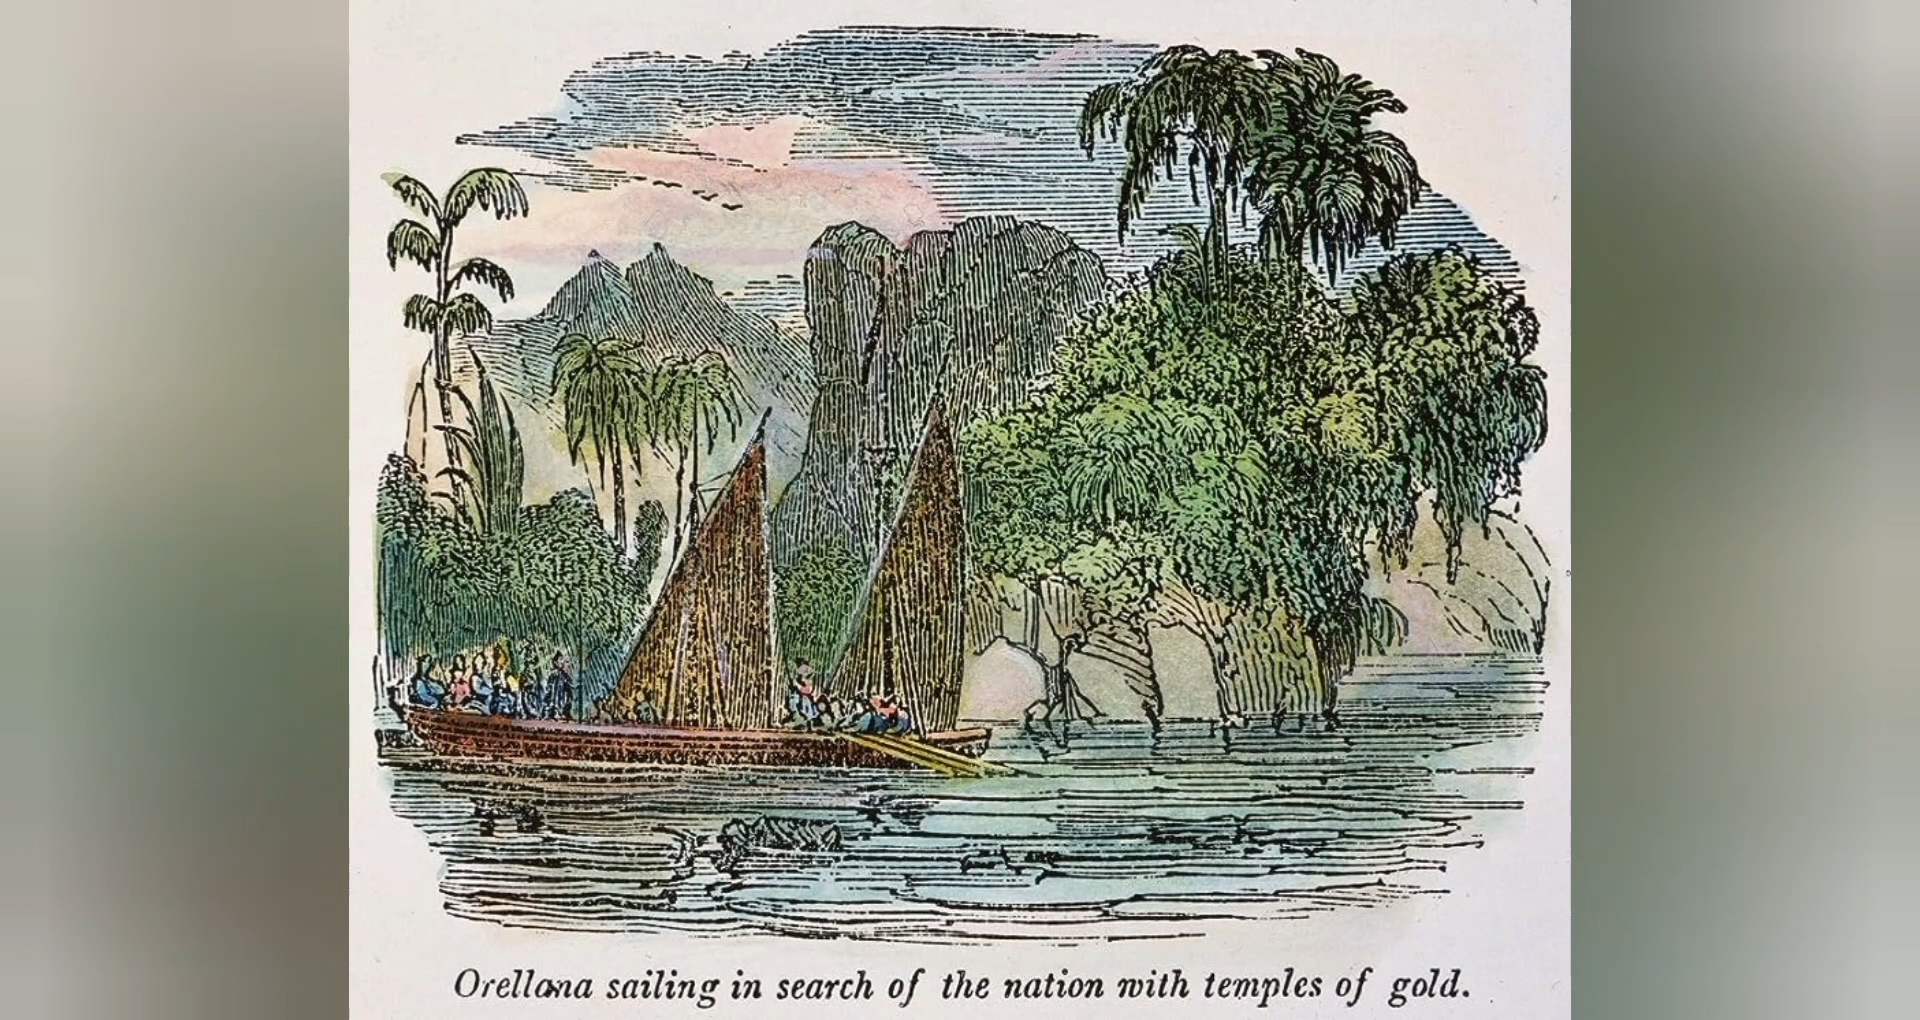 Orellana sailing in search of the nation with temples of gold.